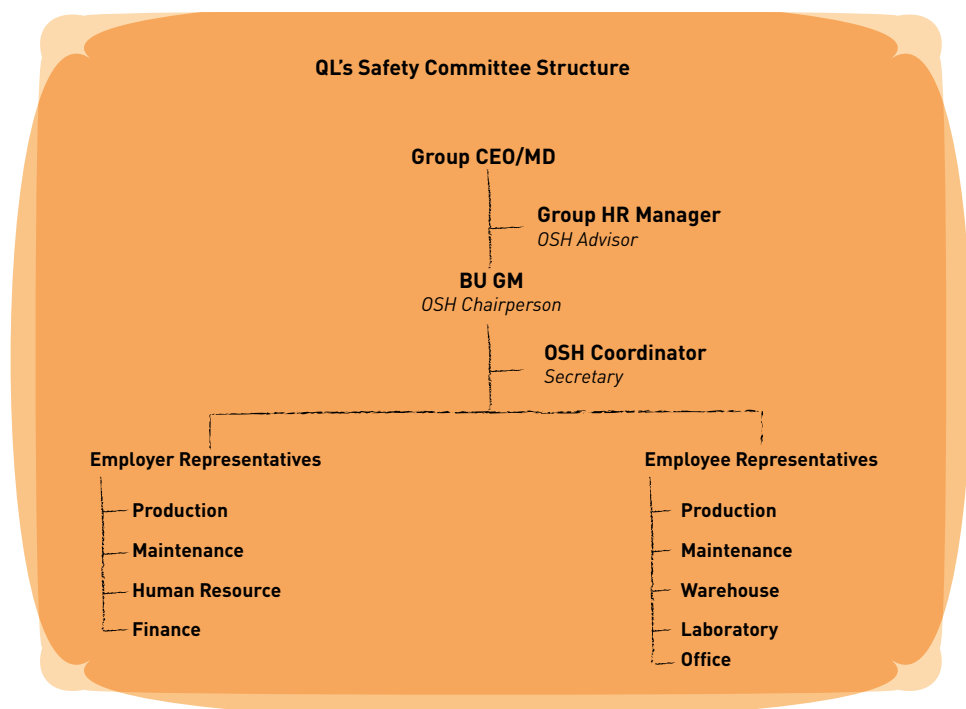 QL’s Safety Committee Structure
Group CEO/MD
Group HR Manager
OSH Advisor
BU GM
OSH Chairperson
OSH Coordinator
Secretary
Employer Representatives
Production
Maintenance
Human Resource
Finance
Employee Representatives
Production
Maintenance
Warehouse
Laboratory
Office